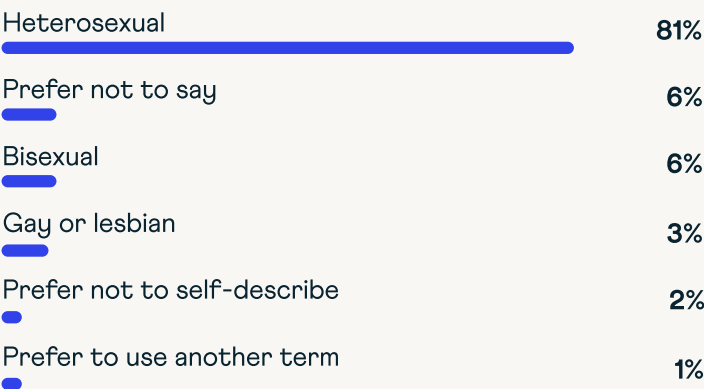 Heterosexual 81%
Prefer not to say 6%
Bisexual 6%
Gay or lesbian 3%
Prefer not to self-describe 2%
Prefer to use another term 1%